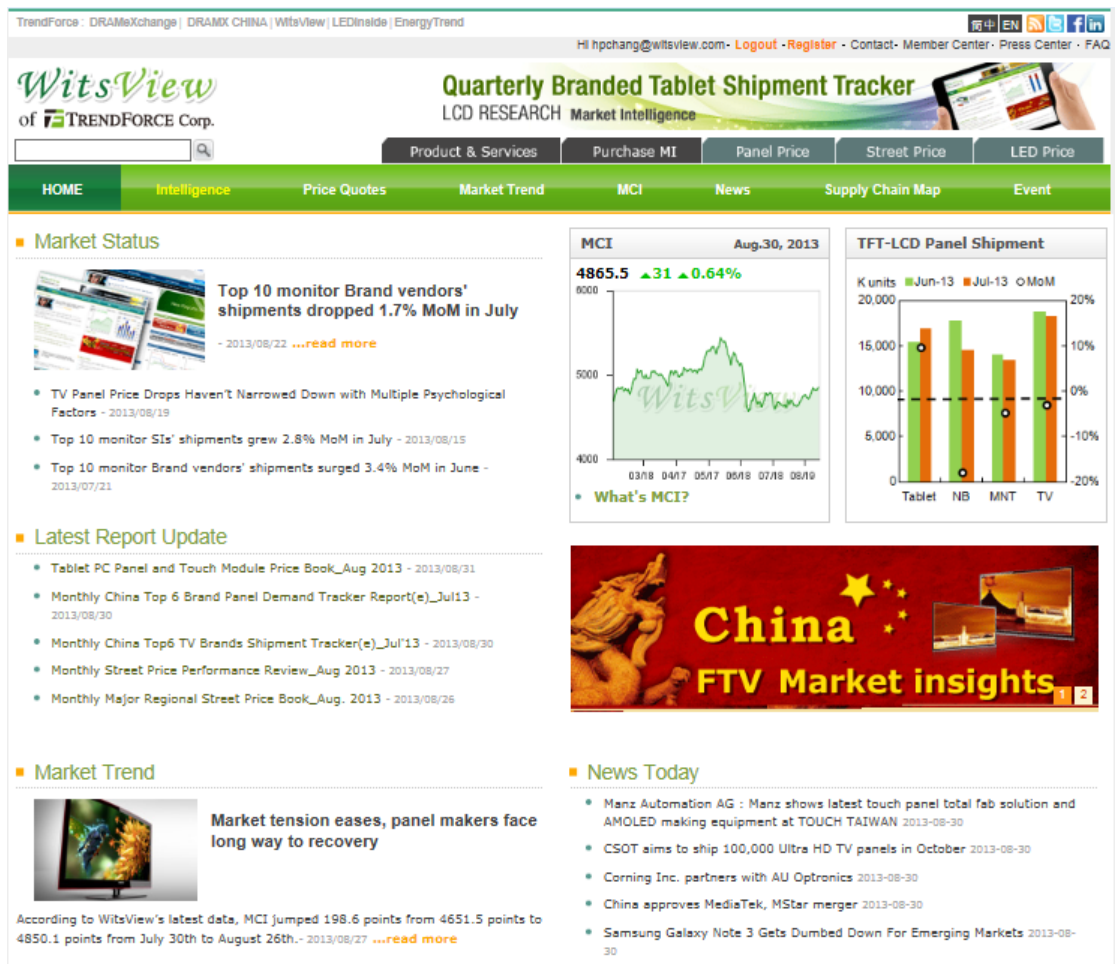 TrendForce : DRAMeXchange | DRAMX CHINA | WitsView | LEDinside | EnergyTrend
简中 EN
Hi hpchang@witsview.com- Logout -Register - Contact- Member Center- Press Center - FAQ
WitsView
of TRENDFORCE Corp.
Quarterly Branded Tablet Shipment Tracker
LCD RESEARCH Market Intelligence
Product & Services Purchase MI Panel Price Street Price LED Price
HOME Intelligence Price Quotes Market Trend MCI News Supply Chain Map Event
Market Status
Top 10 monitor Brand vendors'
shipments dropped 1.7% MoM in July
- 2013/08/22 ...read more
TV Panel Price Drops Haven't Narrowed Down with Multiple Psychological
Factors - 2013/08/19
Top 10 monitor SIs' shipments grew 2.8% MoM in July - 2013/08/15
Top 10 monitor Brand vendors' shipments surged 3.4% MoM in June -
2013/07/21
MCI Aug.30, 2013
4865.5 ▲31 ▲0.64%
6000
5000
4000
WitsView
03/18 04/17 05/17 06/18 07/18 08/19
What's MCI?
TFT-LCD Panel Shipment
K units Jun-13 Jul-13 MoM
20,000 20%
15,000 10%
10,000 0%
5,000 -10%
0 -20%
Tablet NB MNT TV
Latest Report Update
Tablet PC Panel and Touch Module Price Book_Aug 2013 - 2013/08/31
Monthly China Top 6 Brand Panel Demand Tracker Report(e)_Jul13 -
2013/08/30
Monthly China Top6 TV Brands Shipment Tracker(e)_Jul'13 - 2013/08/30
Monthly Street Price Performance Review_Aug 2013 - 2013/08/27
Monthly Major Regional Street Price Book_Aug. 2013 - 2013/08/26
China
FTV Market insights
1 2
Market Trend
Market tension eases, panel makers face
long way to recovery
According to WitsView's latest data, MCI jumped 198.6 points from 4651.5 points to
4850.1 points from July 30th to August 26th.- 2013/08/27 ...read more
News Today
Manz Automation AG : Manz shows latest touch panel total fab solution and
AMOLED making equipment at TOUCH TAIWAN 2013-08-30
CSOT aims to ship 100,000 Ultra HD TV panels in October 2013-08-30
Corning Inc. partners with AU Optronics 2013-08-30
China approves MediaTek, MStar merger 2013-08-30
Samsung Galaxy Note 3 Gets Dumbed Down For Emerging Markets 2013-08-
30